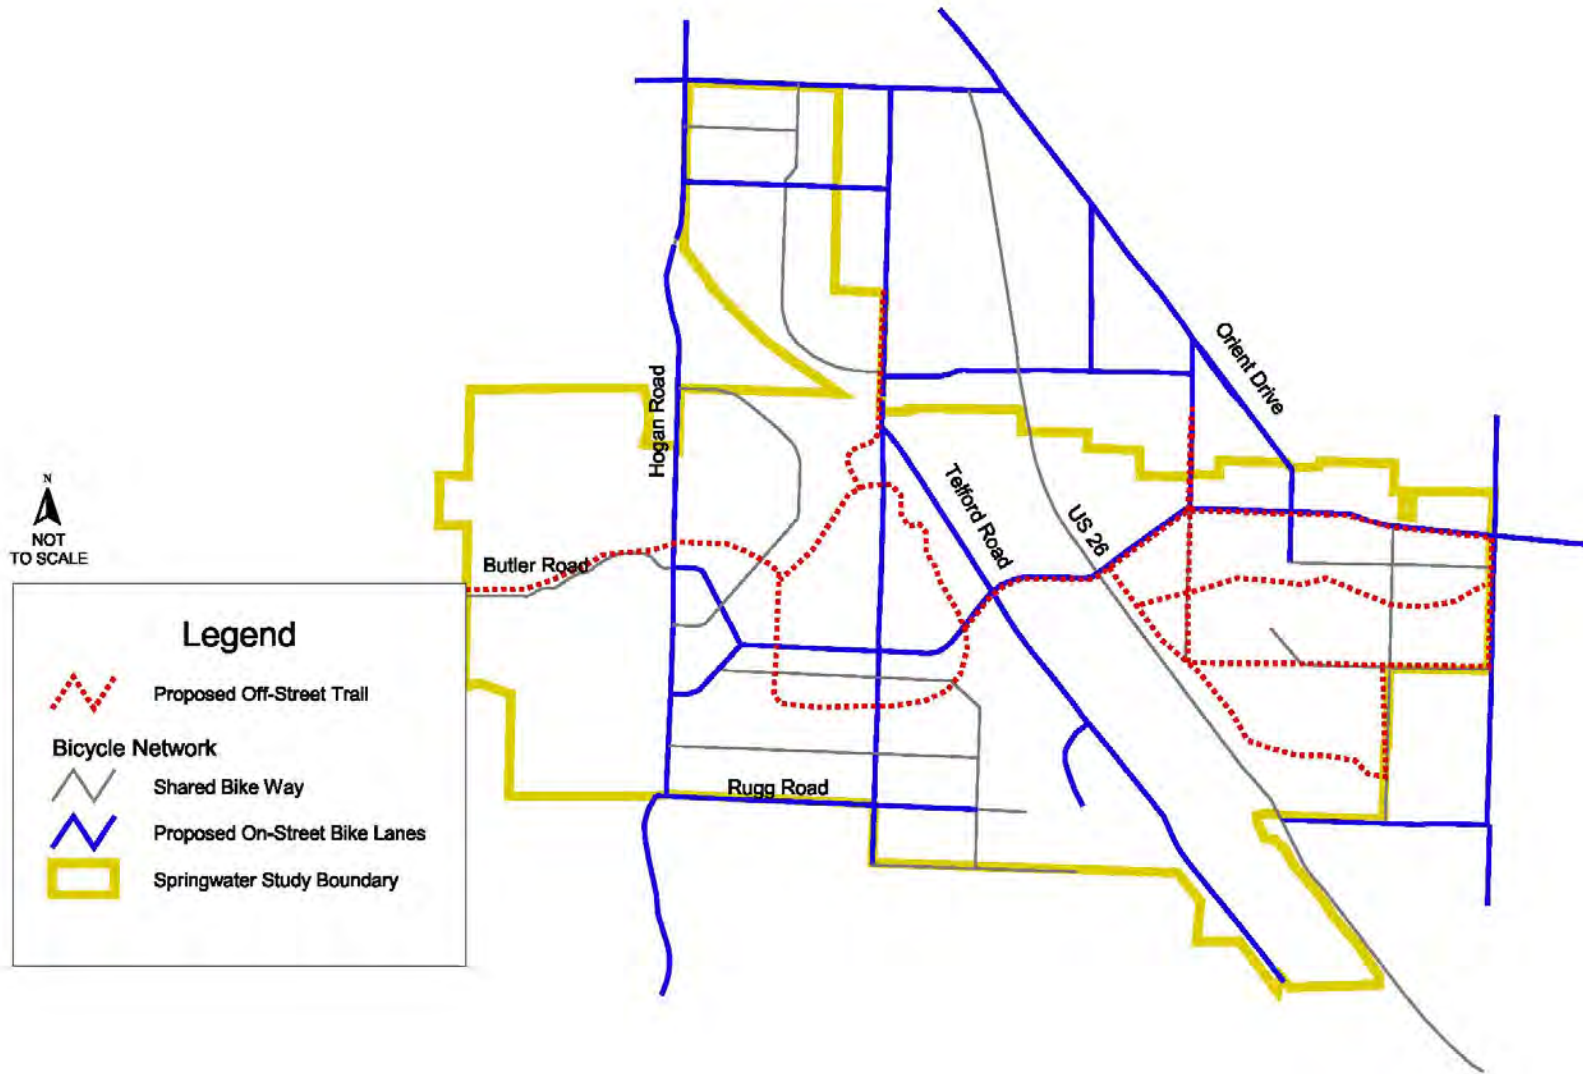 Orient Drive
Hogan Road
Telford Road
US 26
N
NOT
TO SCALE
Butler Road
Rugg Road
Legend
Proposed Off-Street Trail
Bicycle Network
Shared Bike Way
Proposed On-Street Bike Lanes
Springwater Study Boundary